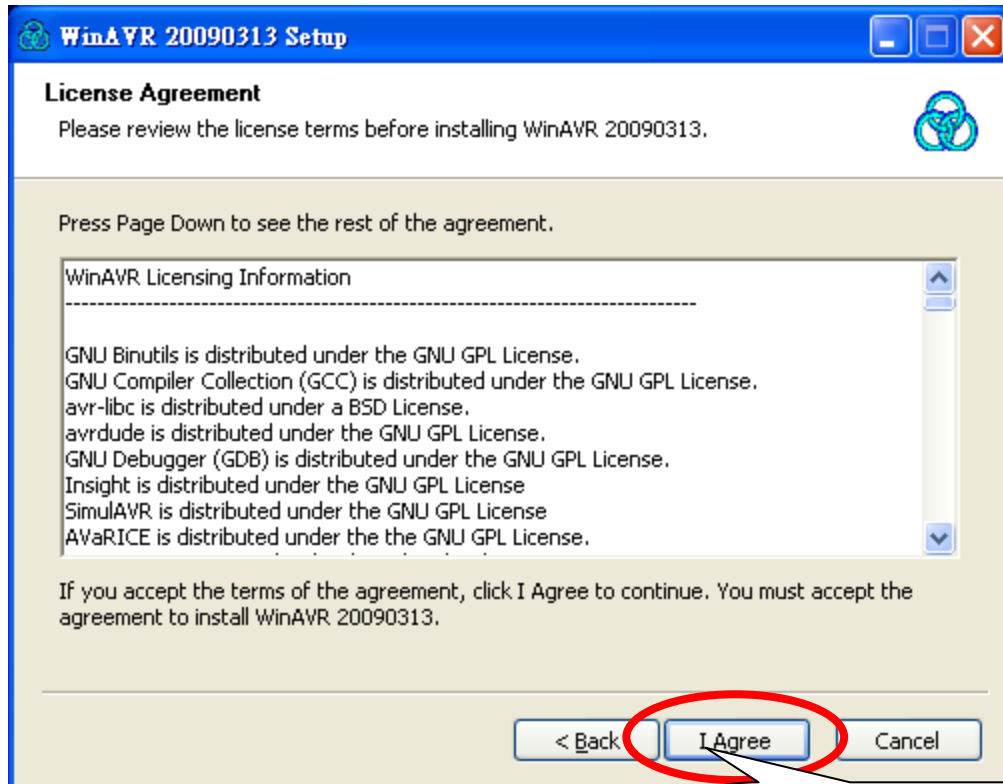 WinAVR 20090313 Setup
License Agreement
Please review the license terms before installing WinAVR 20090313.
Press Page Down to see the rest of the agreement.
WinAVR Licensing Information
-------------------------------------------------------------------------------
GNU Binutils is distributed under the GNU GPL License.
GNU Compiler Collection (GCC) is distributed under the GNU GPL License.
avr-libc is distributed under a BSD License.
avrdude is distributed under the GNU GPL License.
GNU Debugger (GDB) is distributed under the GNU GPL License.
Insight is distributed under the GNU GPL License
SimulAVR is distributed under the GNU GPL License
AVaRICE is distributed under the the GNU GPL License.
If you accept the terms of the agreement, click I Agree to continue. You must accept the
agreement to install WinAVR 20090313.
< Back
I Agree
Cancel